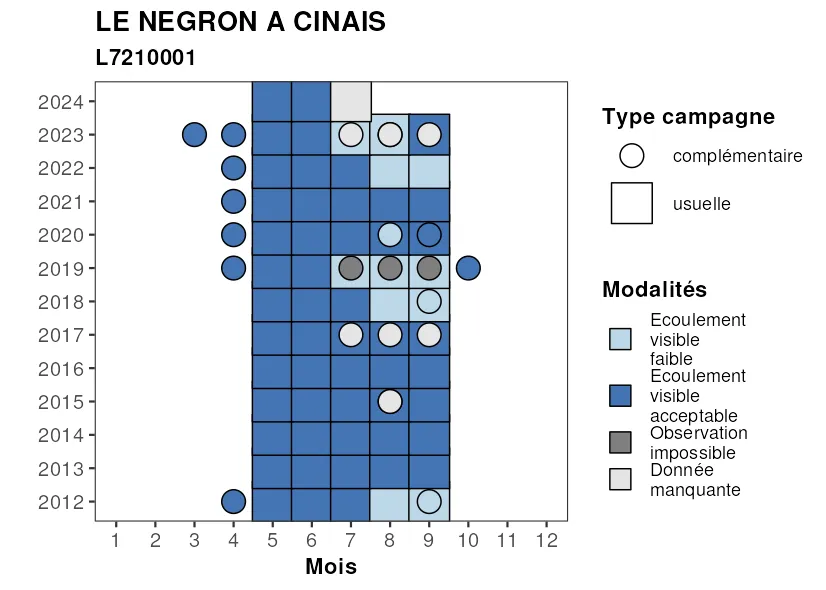 LE NEGRON A CINAIS
L7210001
2024
2023
2022
2021
2020
2019
2018
2017
2016
2015
2014
2013
2012
1 2 3 4 5 6 7 8 9 10 11 12
Mois
Type campagne
complémentaire
usuelle
Modalités
Ecoulement
visible
faible
Ecoulement
visible
acceptable
Observation
impossible
Donnée
manquante